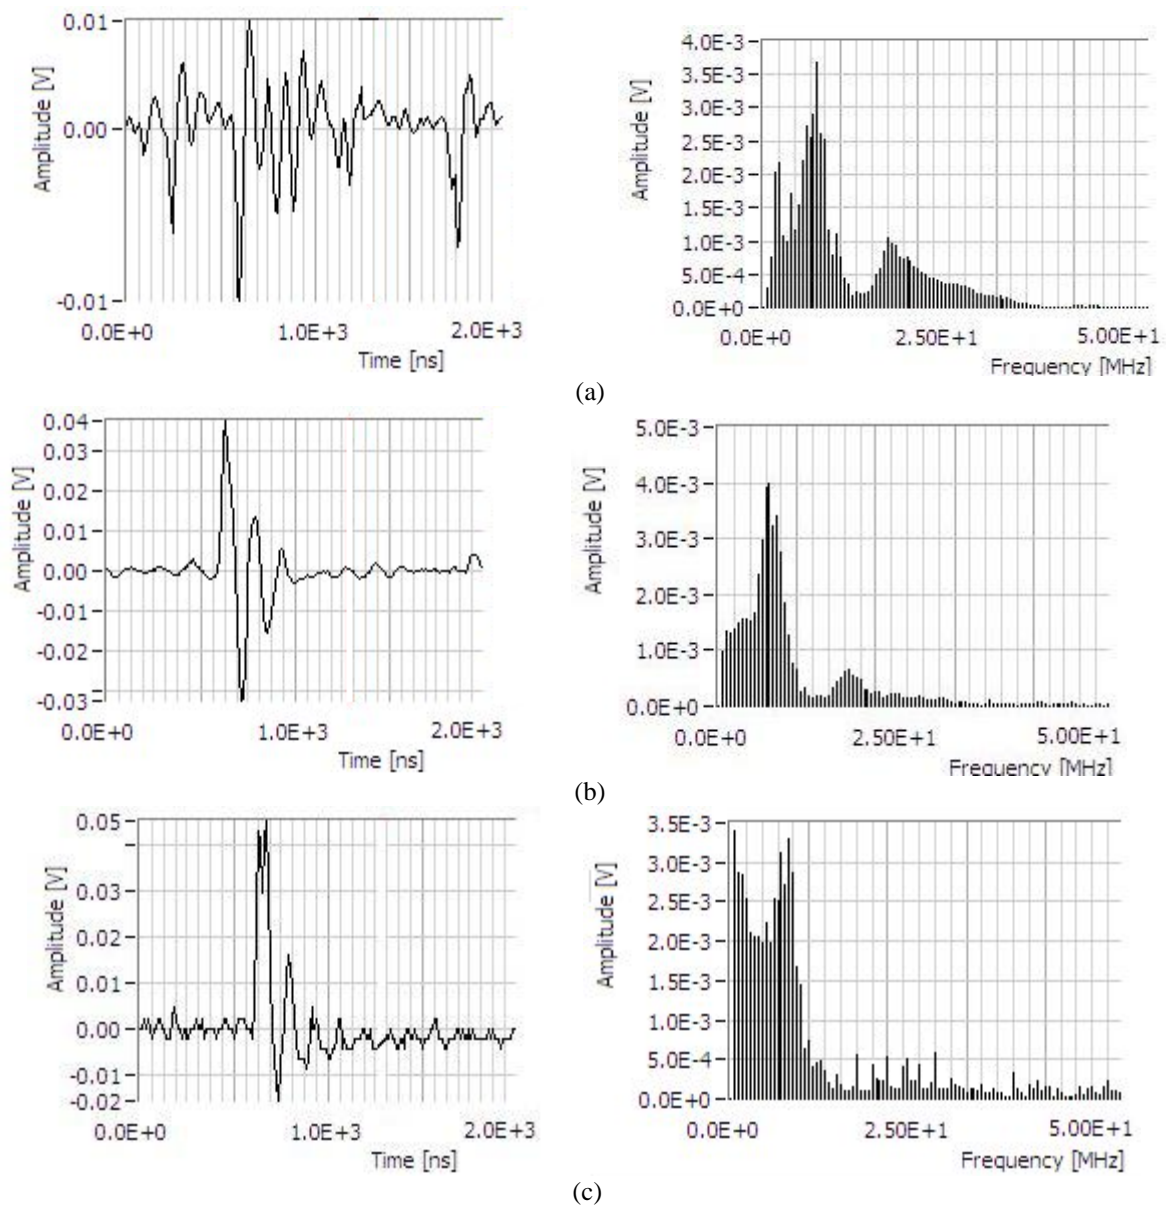 0.01
0.00
-0.01
Amplitude [V]
0.0E+0 1.0E+3 2.0E+3
Time [ns]
4.0E-3
3.5E-3
3.0E-3
2.5E-3
2.0E-3
1.5E-3
1.0E-3
5.0E-4
0.0E+0
Amplitude [V]
0.0E+0 2.50E+1 5.00E+1
Frequency [MHz]
(a)
0.04
0.03
0.02
0.01
0.00
-0.01
-0.02
-0.03
Amplitude [V]
0.0E+0 1.0E+3 2.0E+3
Time [ns]
5.0E-3
4.0E-3
3.0E-3
2.0E-3
1.0E-3
0.0E+0
Amplitude [V]
0.0E+0 2.50E+1 5.00E+1
Frequency [MHz]
(b)
0.05
0.03
0.02
0.01
0.00
-0.01
-0.02
Amplitude [V]
0.0E+0 1.0E+3 2.0E+3
Time [ns]
3.5E-3
3.0E-3
2.5E-3
2.0E-3
1.5E-3
1.0E-3
5.0E-4
0.0E+0
Amplitude [V]
0.0E+0 2.50E+1 5.00E+1
Frequency [MHz]
(c)